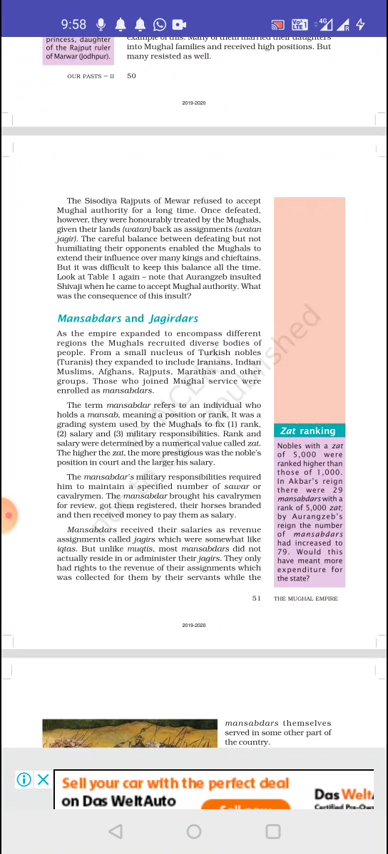 9:58
princess, daughter
of the Rajput ruler
of Marwar (Jodhpur).
example of this. Many of them married their daughters
into Mughal families and received high positions. But
many resisted as well.
OUR PASTS – II 50
2019-2020
The Sisodiya Rajputs of Mewar refused to accept
Mughal authority for a long time. Once defeated,
however, they were honourably treated by the Mughals,
given their lands (watan) back as assignments (watan
jagir). The careful balance between defeating but not
humiliating their opponents enabled the Mughals to
extend their influence over many kings and chieftains.
But it was difficult to keep this balance all the time.
Look at Table 1 again – note that Aurangzeb insulted
Shivaji when he came to accept Mughal authority. What
was the consequence of this insult?
Mansabdars and Jagirdars
As the empire expanded to encompass different
regions the Mughals recruited diverse bodies of
people. From a small nucleus of Turkish nobles
(Turanis) they expanded to include Iranians, Indian
Muslims, Afghans, Rajputs, Marathas and other
groups. Those who joined Mughal service were
enrolled as mansabdars.
The term mansabdar refers to an individual who
holds a mansab, meaning a position or rank. It was a
grading system used by the Mughals to fix (1) rank,
(2) salary and (3) military responsibilities. Rank and
salary were determined by a numerical value called zat.
The higher the zat, the more prestigious was the noble's
position in court and the larger his salary.
The mansabdar's military responsibilities required
him to maintain a specified number of sawar or
cavalrymen. The mansabdar brought his cavalrymen
for review, got them registered, their horses branded
and then received money to pay them as salary.
Mansabdars received their salaries as revenue
assignments called jagirs which were somewhat like
iqtas. But unlike muqtis, most mansabdars did not
actually reside in or administer their jagirs. They only
had rights to the revenue of their assignments which
was collected for them by their servants while the
Zat ranking
Nobles with a zat
of 5,000 were
ranked higher than
those of 1,000.
In Akbar's reign
there were 29
mansabdars with a
rank of 5,000 zat;
by Aurangzeb's
reign the number
of mansabdars
had increased to
79. Would this
have meant more
expenditure for
the state?
51 THE MUGHAL EMPIRE
2019-2020
mansabdars themselves
served in some other part of
the country.
Sell your car with the perfect deal
on Das WeltAuto
Sell now
Das Welt